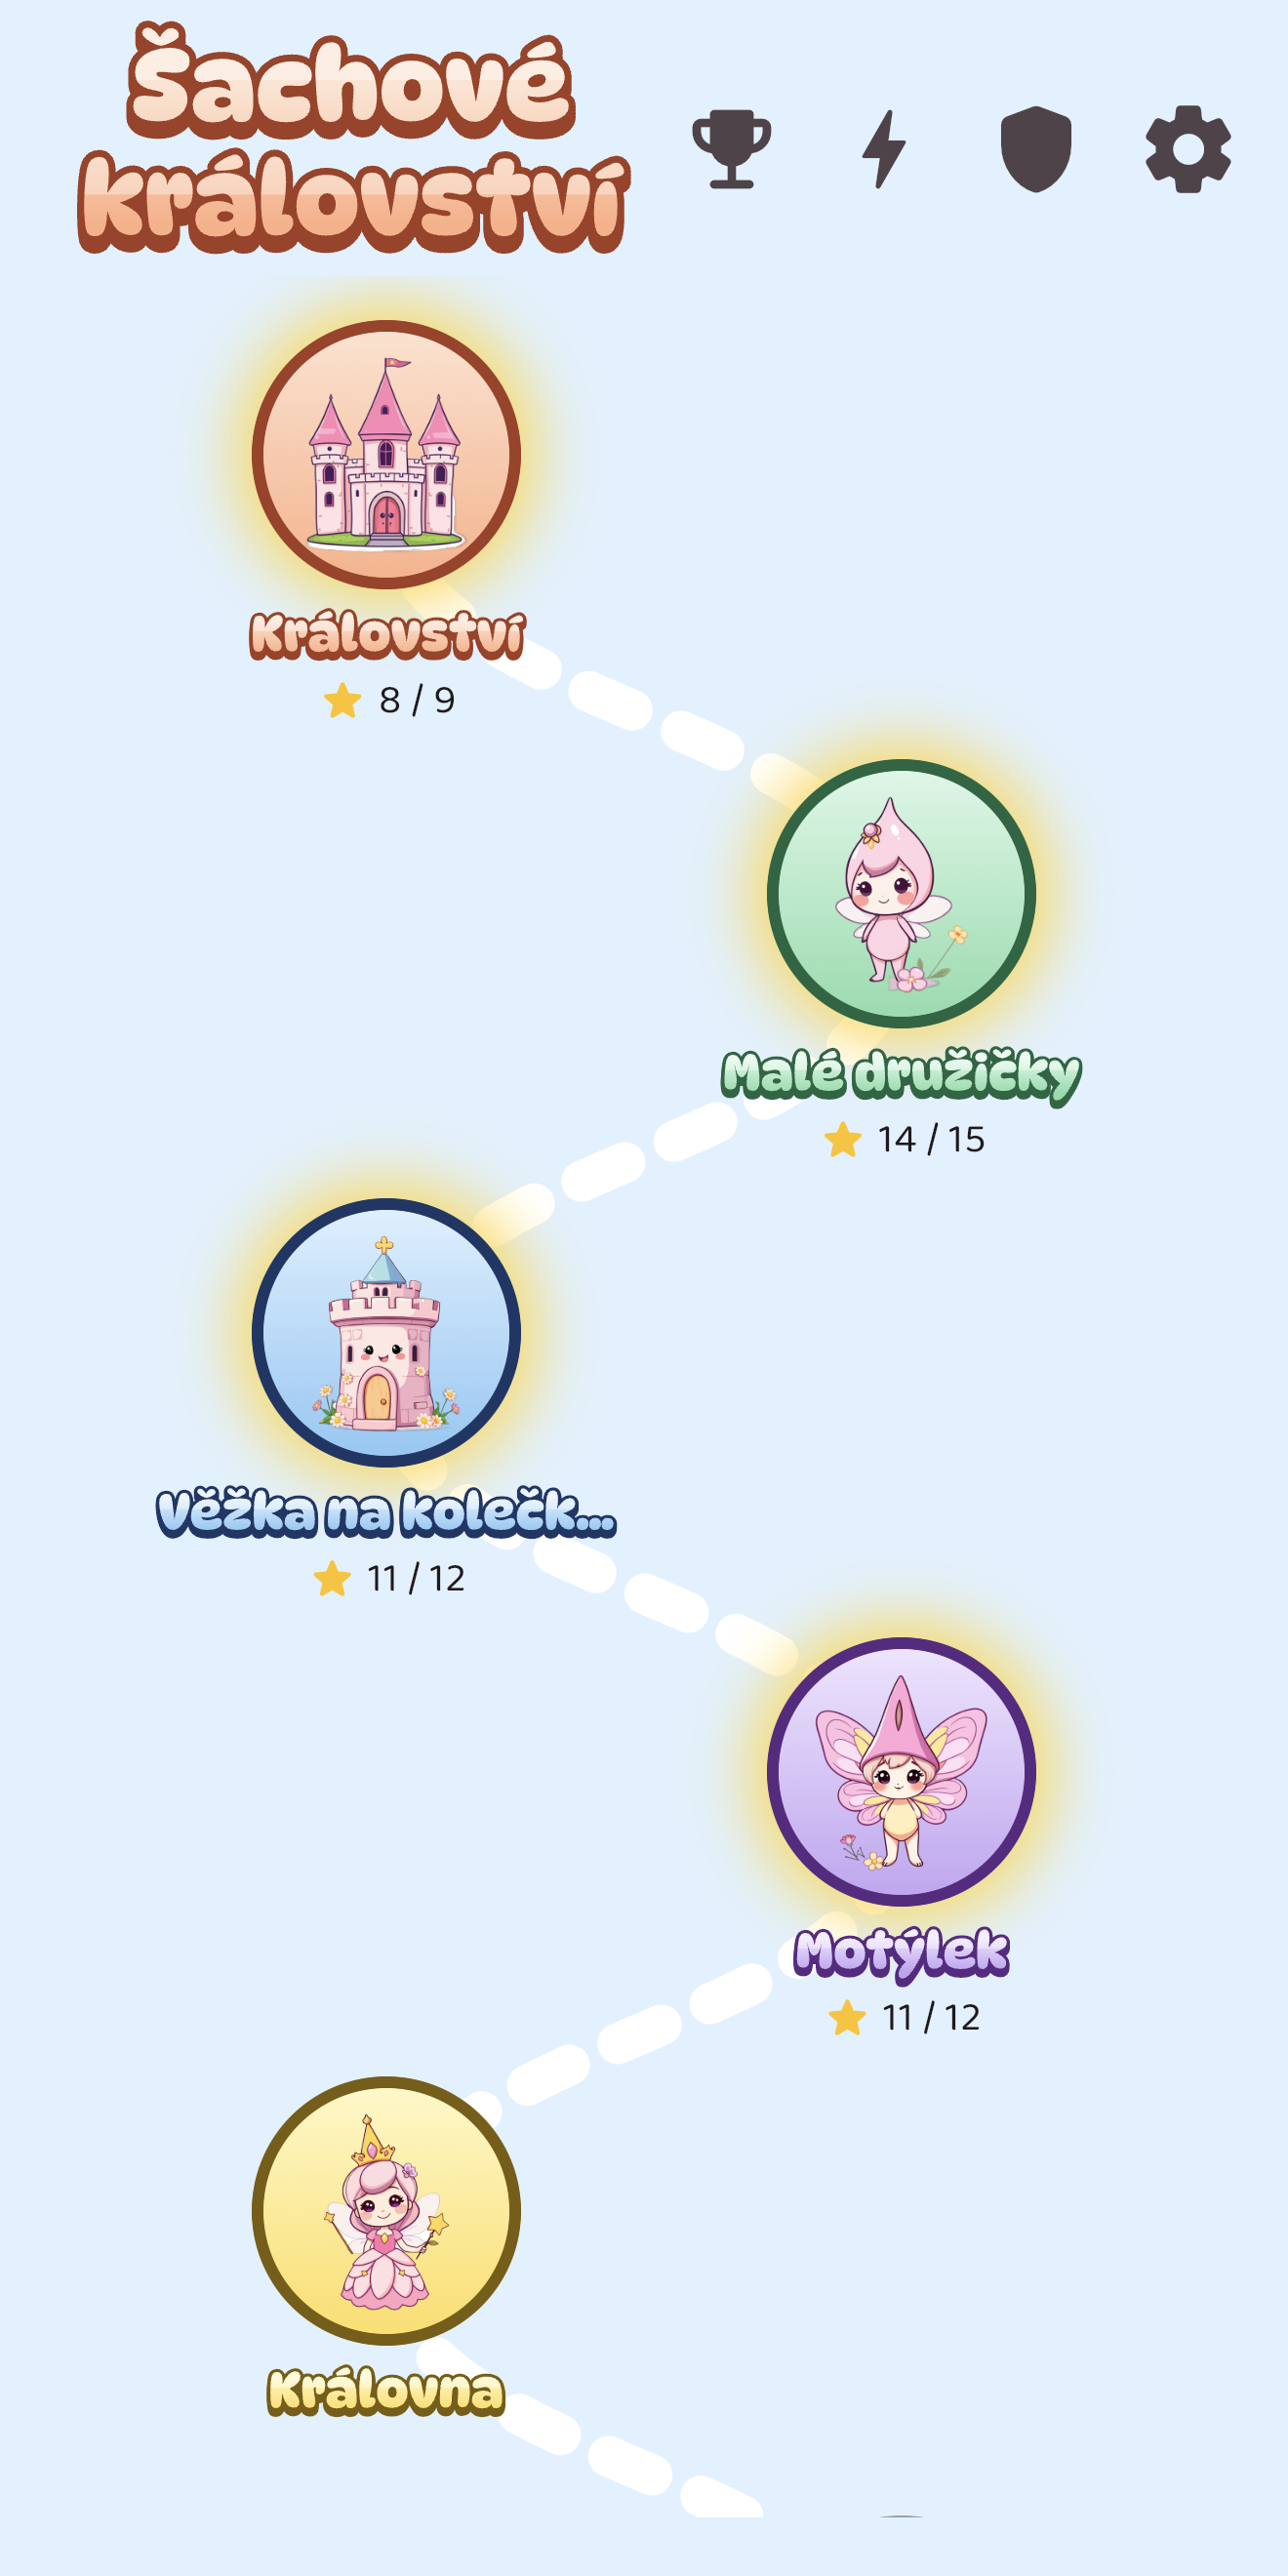 Šachové
království
Království
8 / 9
Malé družičky
14 / 15
Věžka na kolečk...
11 / 12
Motýlek
11 / 12
Královna